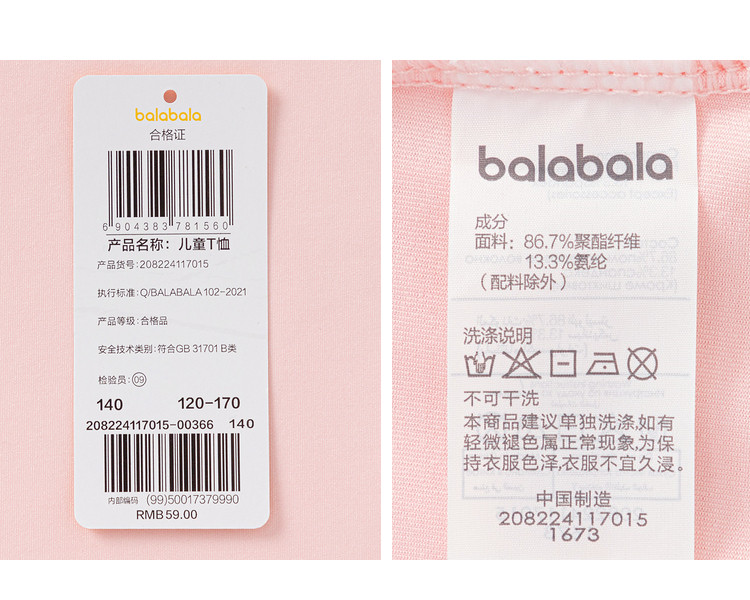 balabala
合格证
6 904383 781560
产品名称：儿童T恤
产品货号：208224117015
执行标准：Q/BALABALA 102-2021
产品等级：合格品
安全技术类别：符合GB 31701 B类
检验员：09
140 120-170
208224117015-00366 140
内部编码 (99)50017379990
RMB59.00
balabala
成分
面料：86.7%聚酯纤维
13.3%氨纶
（配料除外）
洗涤说明
不可干洗
本商品建议单独洗涤，如有
轻微褪色属正常现象，为保
持衣服色泽，衣服不宜久浸。
中国制造
208224117015
1673